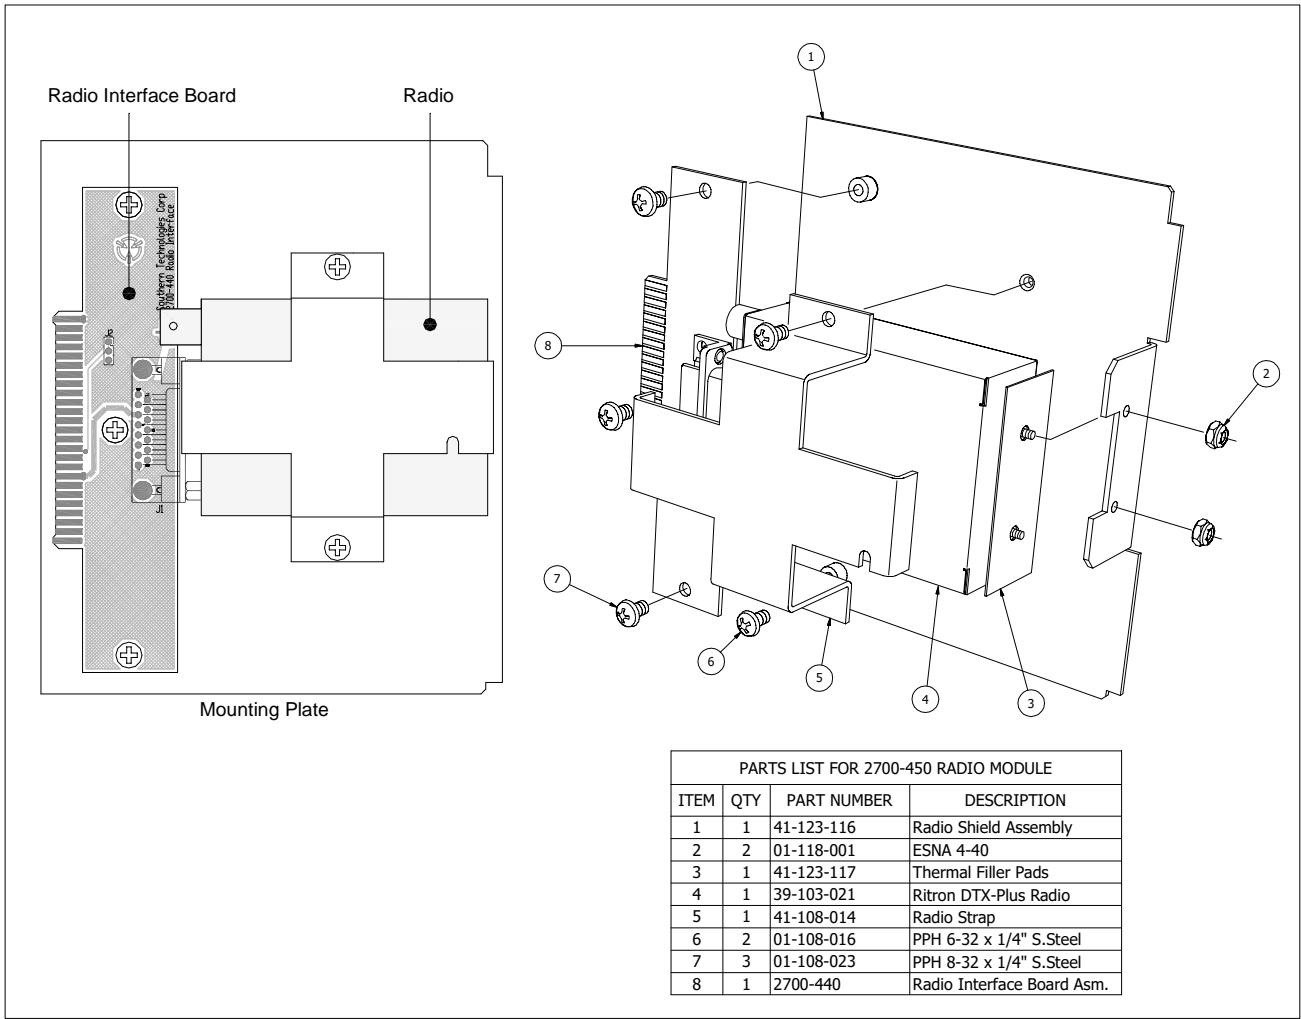 Radio Interface Board
Radio
Southern Technologies Corp
2700-440 Radio Interface
J1
Mounting Plate
1
2
8
7
6
5
4
3
PARTS LIST FOR 2700-450 RADIO MODULE
ITEM QTY PART NUMBER DESCRIPTION
1 1 41-123-116 Radio Shield Assembly
2 2 01-118-001 ESNA 4-40
3 1 41-123-117 Thermal Filler Pads
4 1 39-103-021 Ritron DTX-Plus Radio
5 1 41-108-014 Radio Strap
6 2 01-108-016 PPH 6-32 x 1/4" S.Steel
7 3 01-108-023 PPH 8-32 x 1/4" S.Steel
8 1 2700-440 Radio Interface Board Asm.